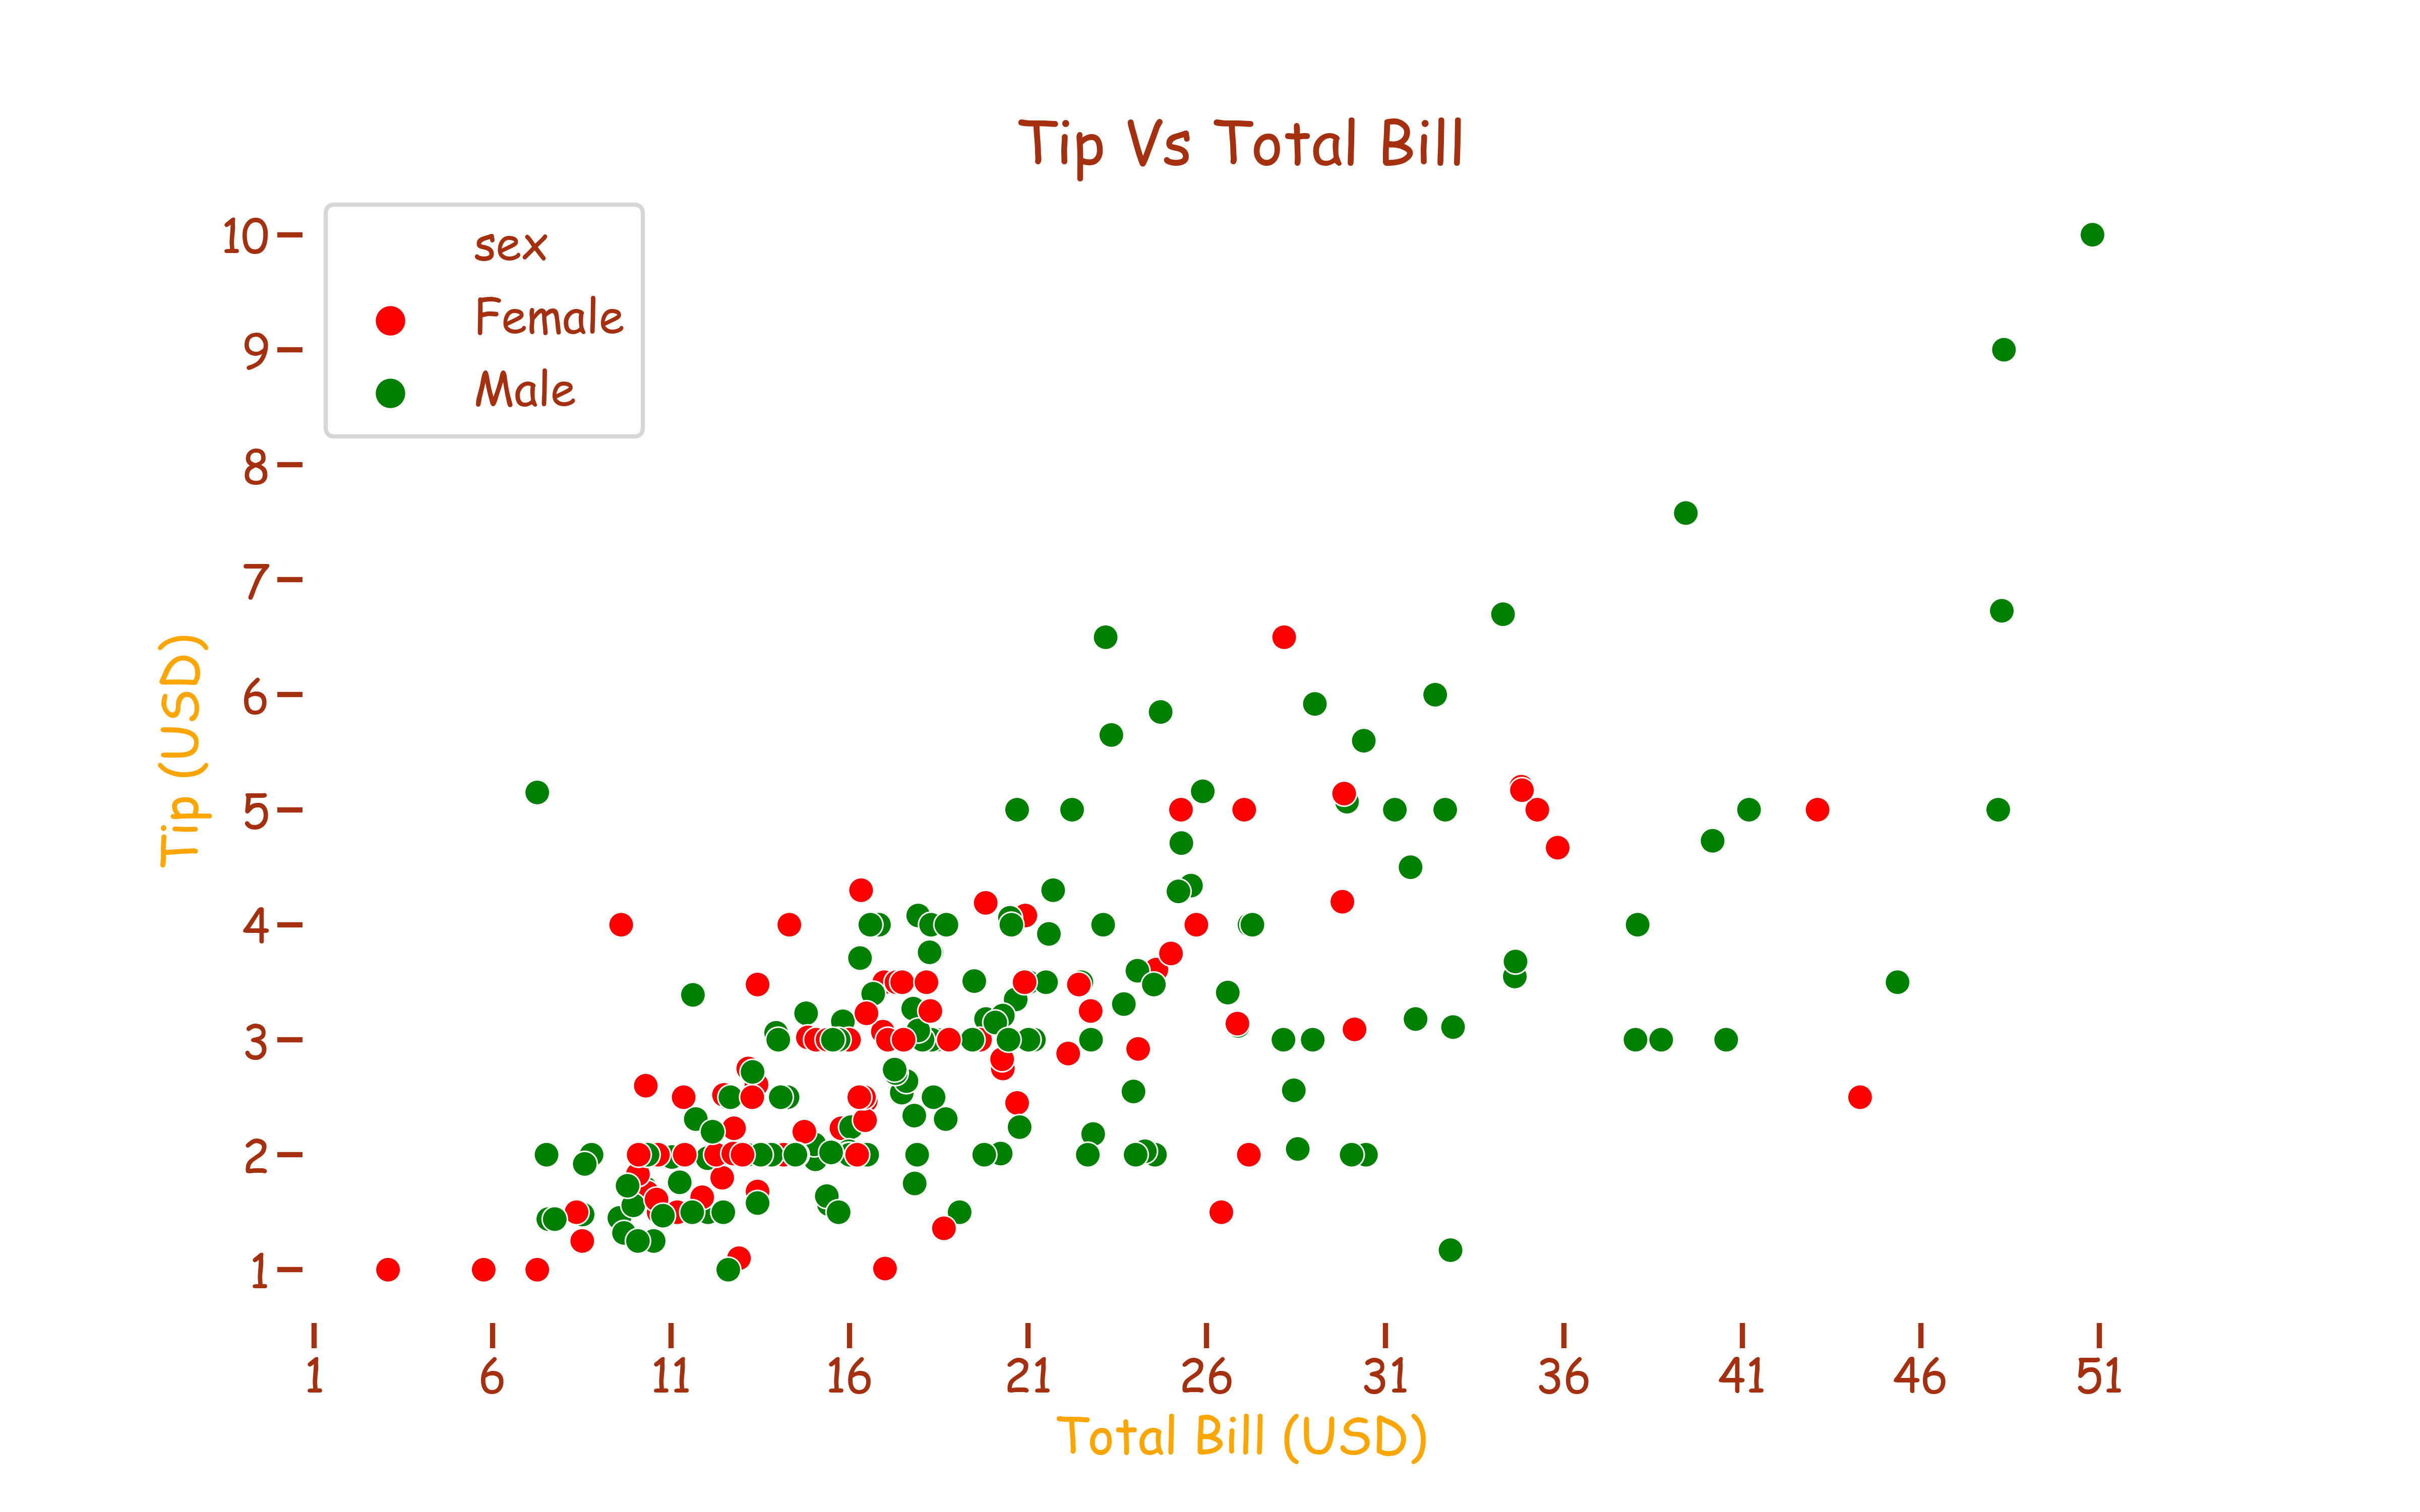 Tip Vs Total Bill
sex
Female
Male
10
9
8
7
6
5
4
3
2
1
Tip (USD)
1 6 11 16 21 26 31 36 41 46 51
Total Bill (USD)